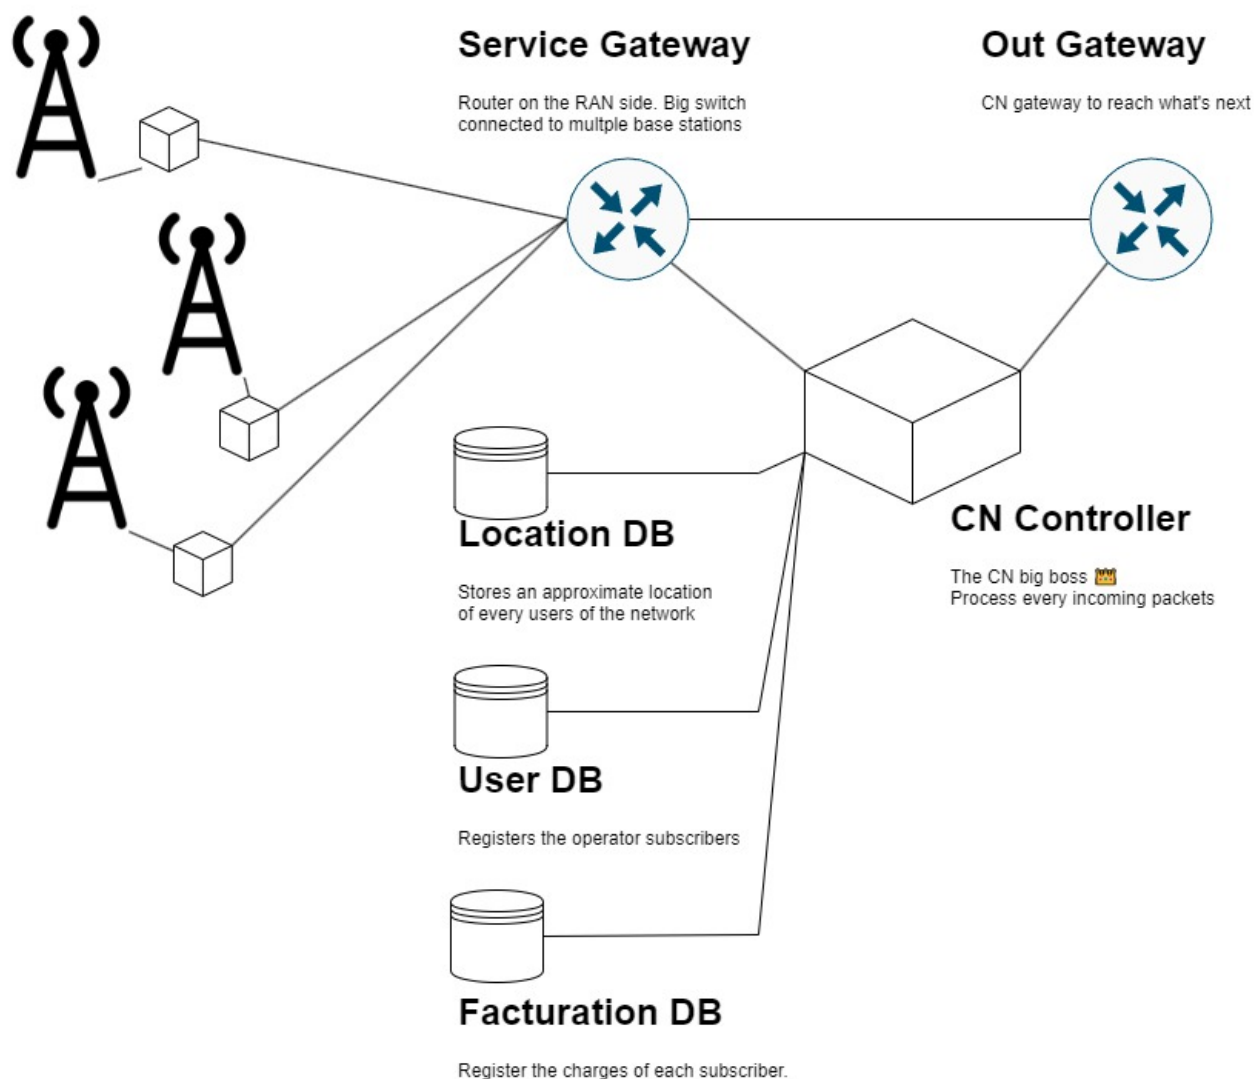 Service Gateway
Router on the RAN side. Big switch
connected to multple base stations
Out Gateway
CN gateway to reach what's next
Location DB
Stores an approximate location
of every users of the network
CN Controller
The CN big boss
Process every incoming packets
User DB
Registers the operator subscribers
Facturation DB
Register the charges of each subscriber.